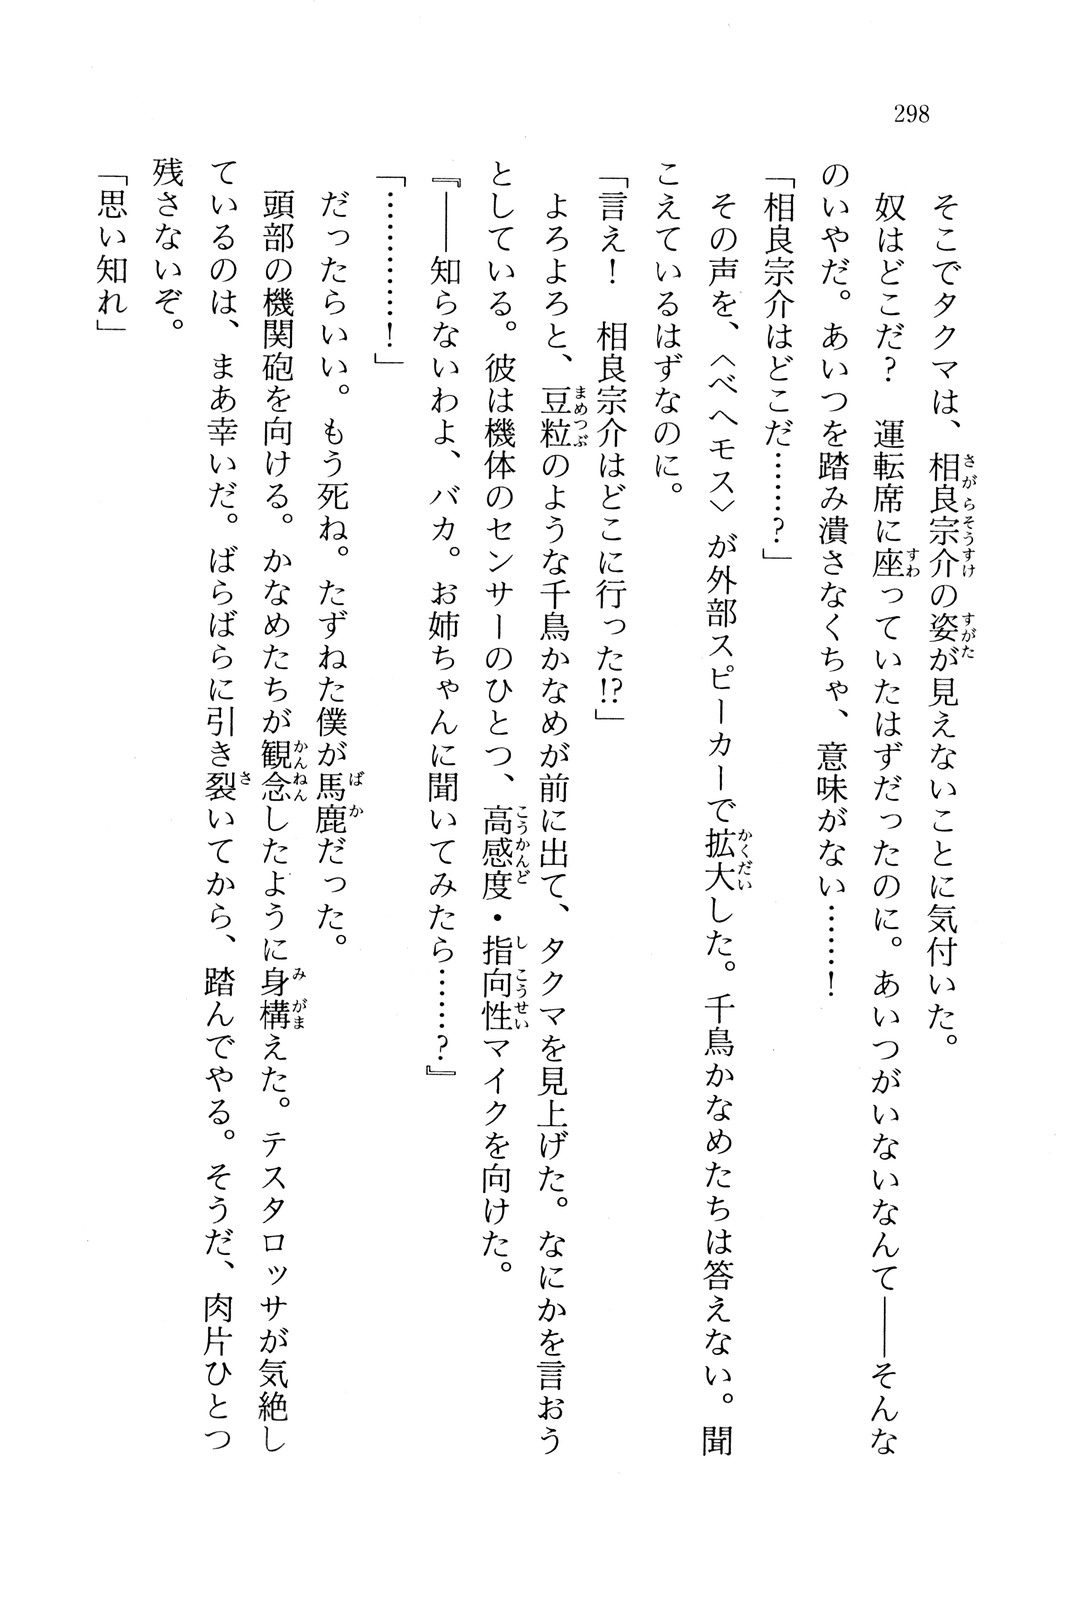 298
そこでタクマは、相良宗介の姿が見えないことに気付いた。
奴はどこだ？　運転席に座っていたはずだったのに。あいつがいないなんて――そんな
のいやだ。あいつを踏み潰さなくちゃ、意味がない……！
「相良宗介はどこだ……？」
その声を、〈ベヘモス〉が外部スピーカーで拡大した。千鳥かなめたちは答えない。聞
こえているはずなのに。
「言え！　相良宗介はどこに行った!?」
よろよろと、豆粒のような千鳥かなめが前に出て、タクマを見上げた。なにかを言おう
としている。彼は機体のセンサーのひとつ、高感度・指向性マイクを向けた。
『――知らないわよ、バカ。お姉ちゃんに聞いてみたら……？』
「…………！」
だったらいい。もう死ね。たずねた僕が馬鹿だった。
頭部の機関砲を向ける。かなめたちが観念したように身構えた。テスタロッサが気絶し
ているのは、まあ幸いだ。ばらばらに引き裂いてから、踏んでやる。そうだ、肉片ひとつ
残さないぞ。
「思い知れ」